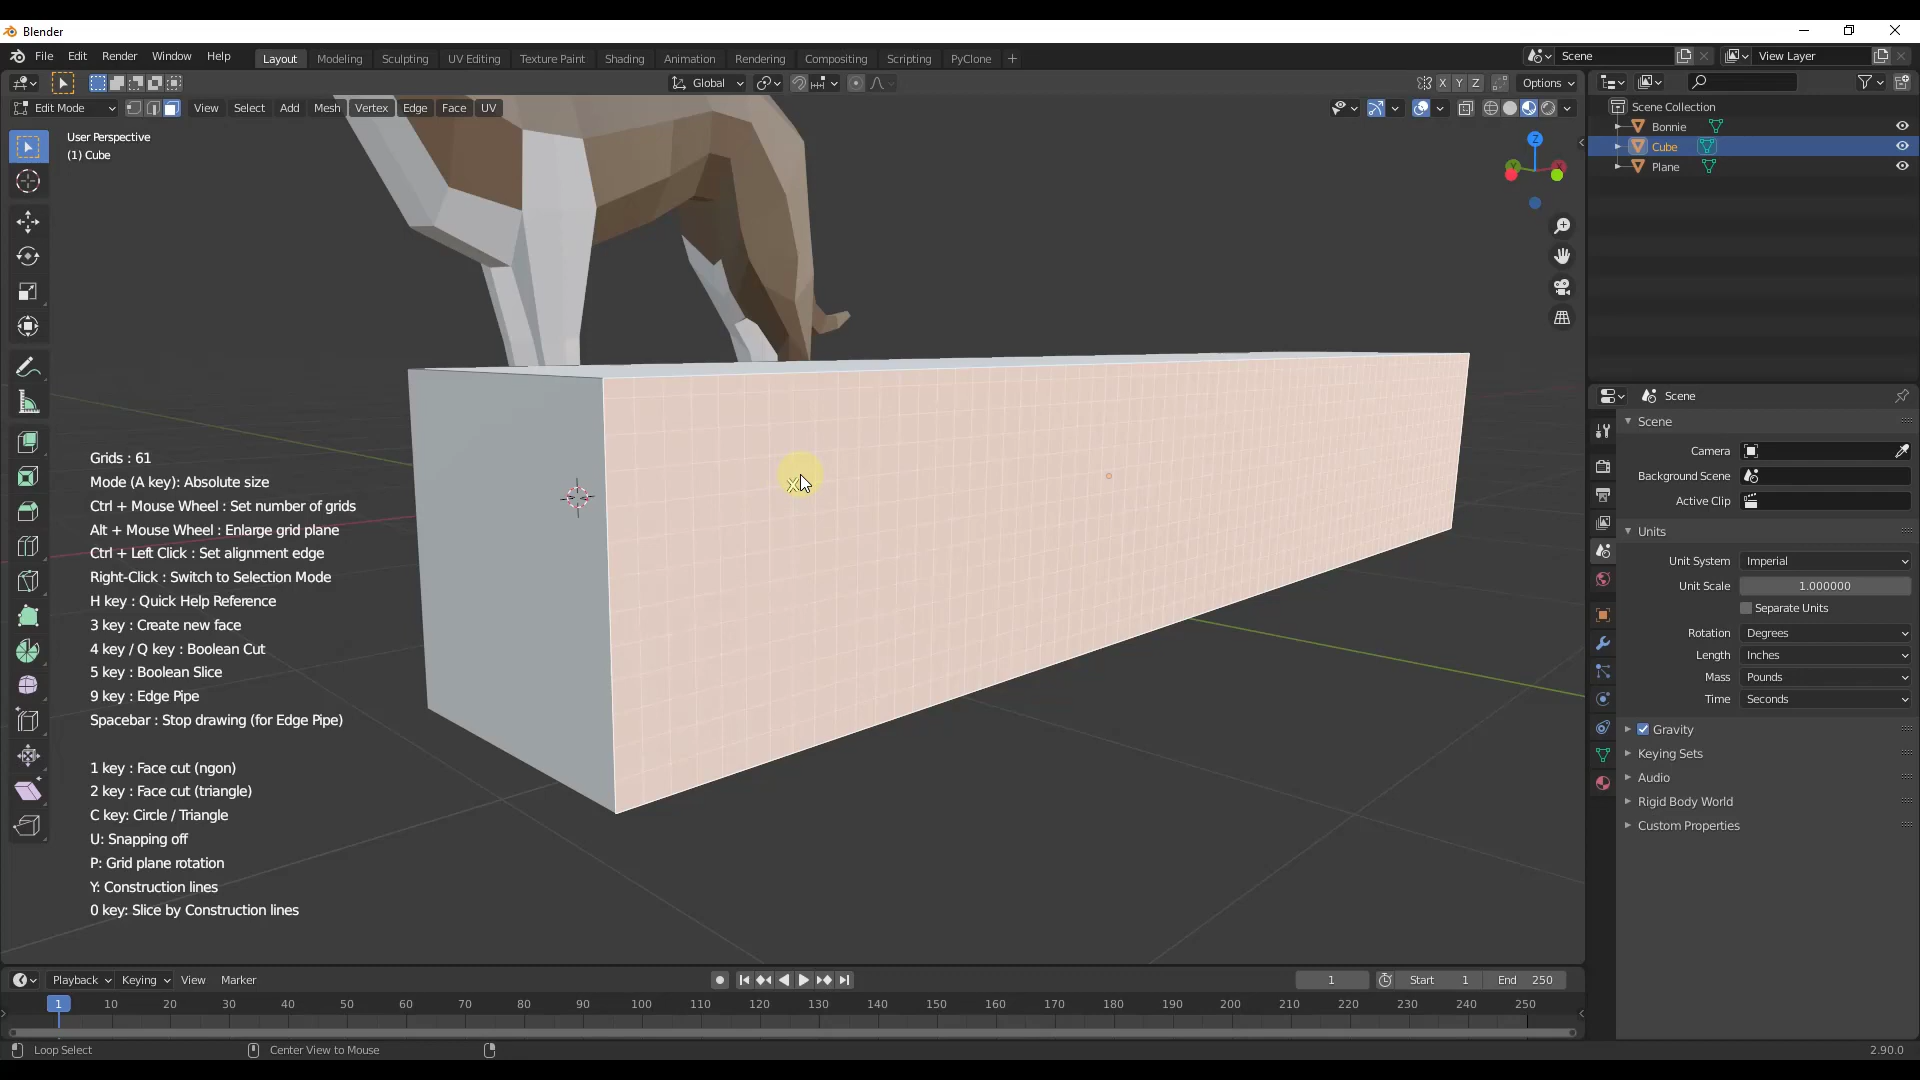 Blender
File Edit Render Window Help Layout Modeling Sculpting UV Editing Texture Paint Shading Animation Rendering Compositing Scripting PyClone + Scene View Layer
Global X Y Z Options
Edit Mode View Select Add Mesh Vertex Edge Face UV
User Perspective
(1) Cube
Grids : 61
Mode (A key): Absolute size
Ctrl + Mouse Wheel : Set number of grids
Alt + Mouse Wheel : Enlarge grid plane
Ctrl + Left Click : Set alignment edge
Right-Click : Switch to Selection Mode
H key : Quick Help Reference
3 key : Create new face
4 key / Q key : Boolean Cut
5 key : Boolean Slice
9 key : Edge Pipe
Spacebar : Stop drawing (for Edge Pipe)
1 key : Face cut (ngon)
2 key : Face cut (triangle)
C key: Circle / Triangle
U: Snapping off
P: Grid plane rotation
Y: Construction lines
0 key: Slice by Construction lines
X
Z
Scene Collection
Bonnie
Cube
Plane
Scene
Scene
Camera
Background Scene
Active Clip
Units
Unit System Imperial
Unit Scale 1.000000
Separate Units
Rotation Degrees
Length Inches
Mass Pounds
Time Seconds
Gravity
Keying Sets
Audio
Rigid Body World
Custom Properties
Playback Keying View Marker 1 Start 1 End 250
1 10 20 30 40 50 60 70 80 90 100 110 120 130 140 150 160 170 180 190 200 210 220 230 240 250
Loop Select Center View to Mouse 2.90.0